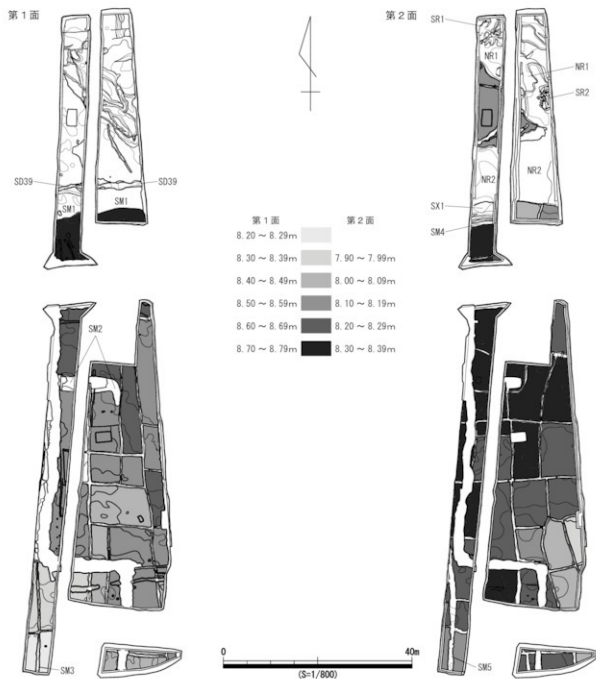 第1面
第2面
SR1
NR1
NR1
SR2
SD39
SD39
SM1
SM1
NR2
NR2
SX1
SM4
第1面 第2面
8.20～8.29m
8.30～8.39m 7.90～7.99m
8.40～8.49m 8.00～8.09m
8.50～8.59m 8.10～8.19m
8.60～8.69m 8.20～8.29m
8.70～8.79m 8.30～8.39m
SM2
SM3
SM5
0 40m
(S=1/800)